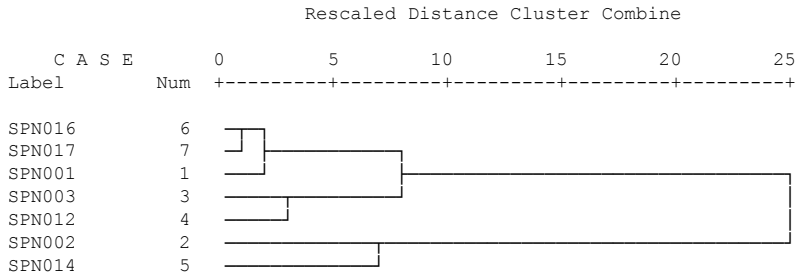 Rescaled Distance Cluster Combine
C A S E 0 5 10 15 20 25
Label Num +---------+---------+---------+---------+---------+
SPN016 6
SPN017 7
SPN001 1
SPN003 3
SPN012 4
SPN002 2
SPN014 5